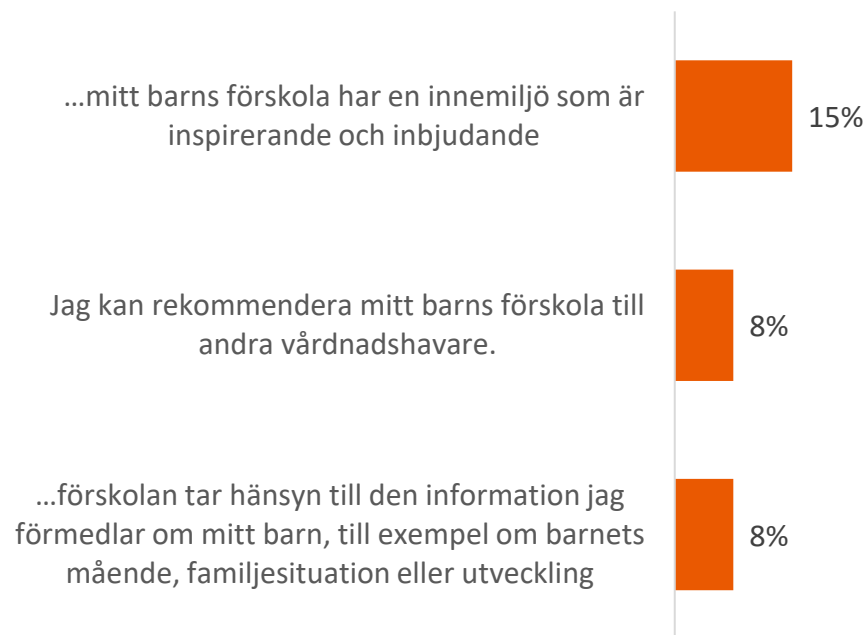 …mitt barns förskola har en innemiljö som är
inspirerande och inbjudande
15%
Jag kan rekommendera mitt barns förskola till
andra vårdnadshavare.
8%
…förskolan tar hänsyn till den information jag
förmedlar om mitt barn, till exempel om barnets
mående, familjesituation eller utveckling
8%